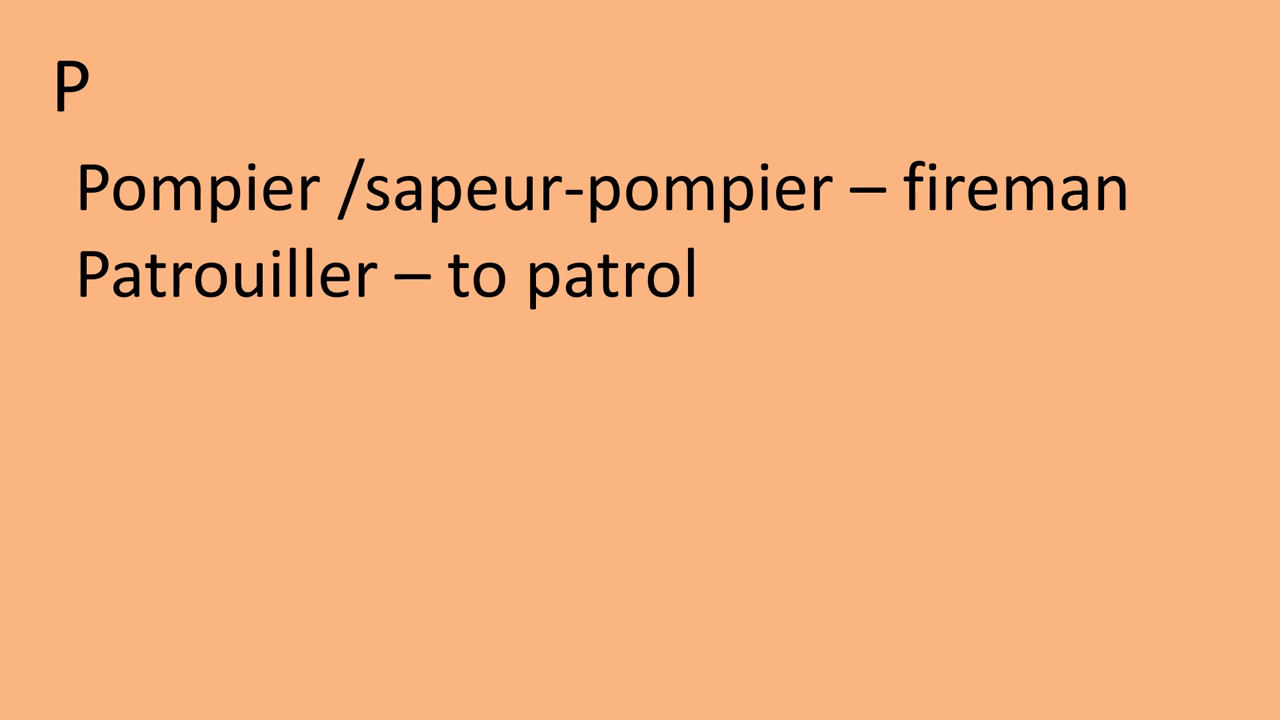 P
Pompier /sapeur-pompier – fireman
Patrouiller – to patrol